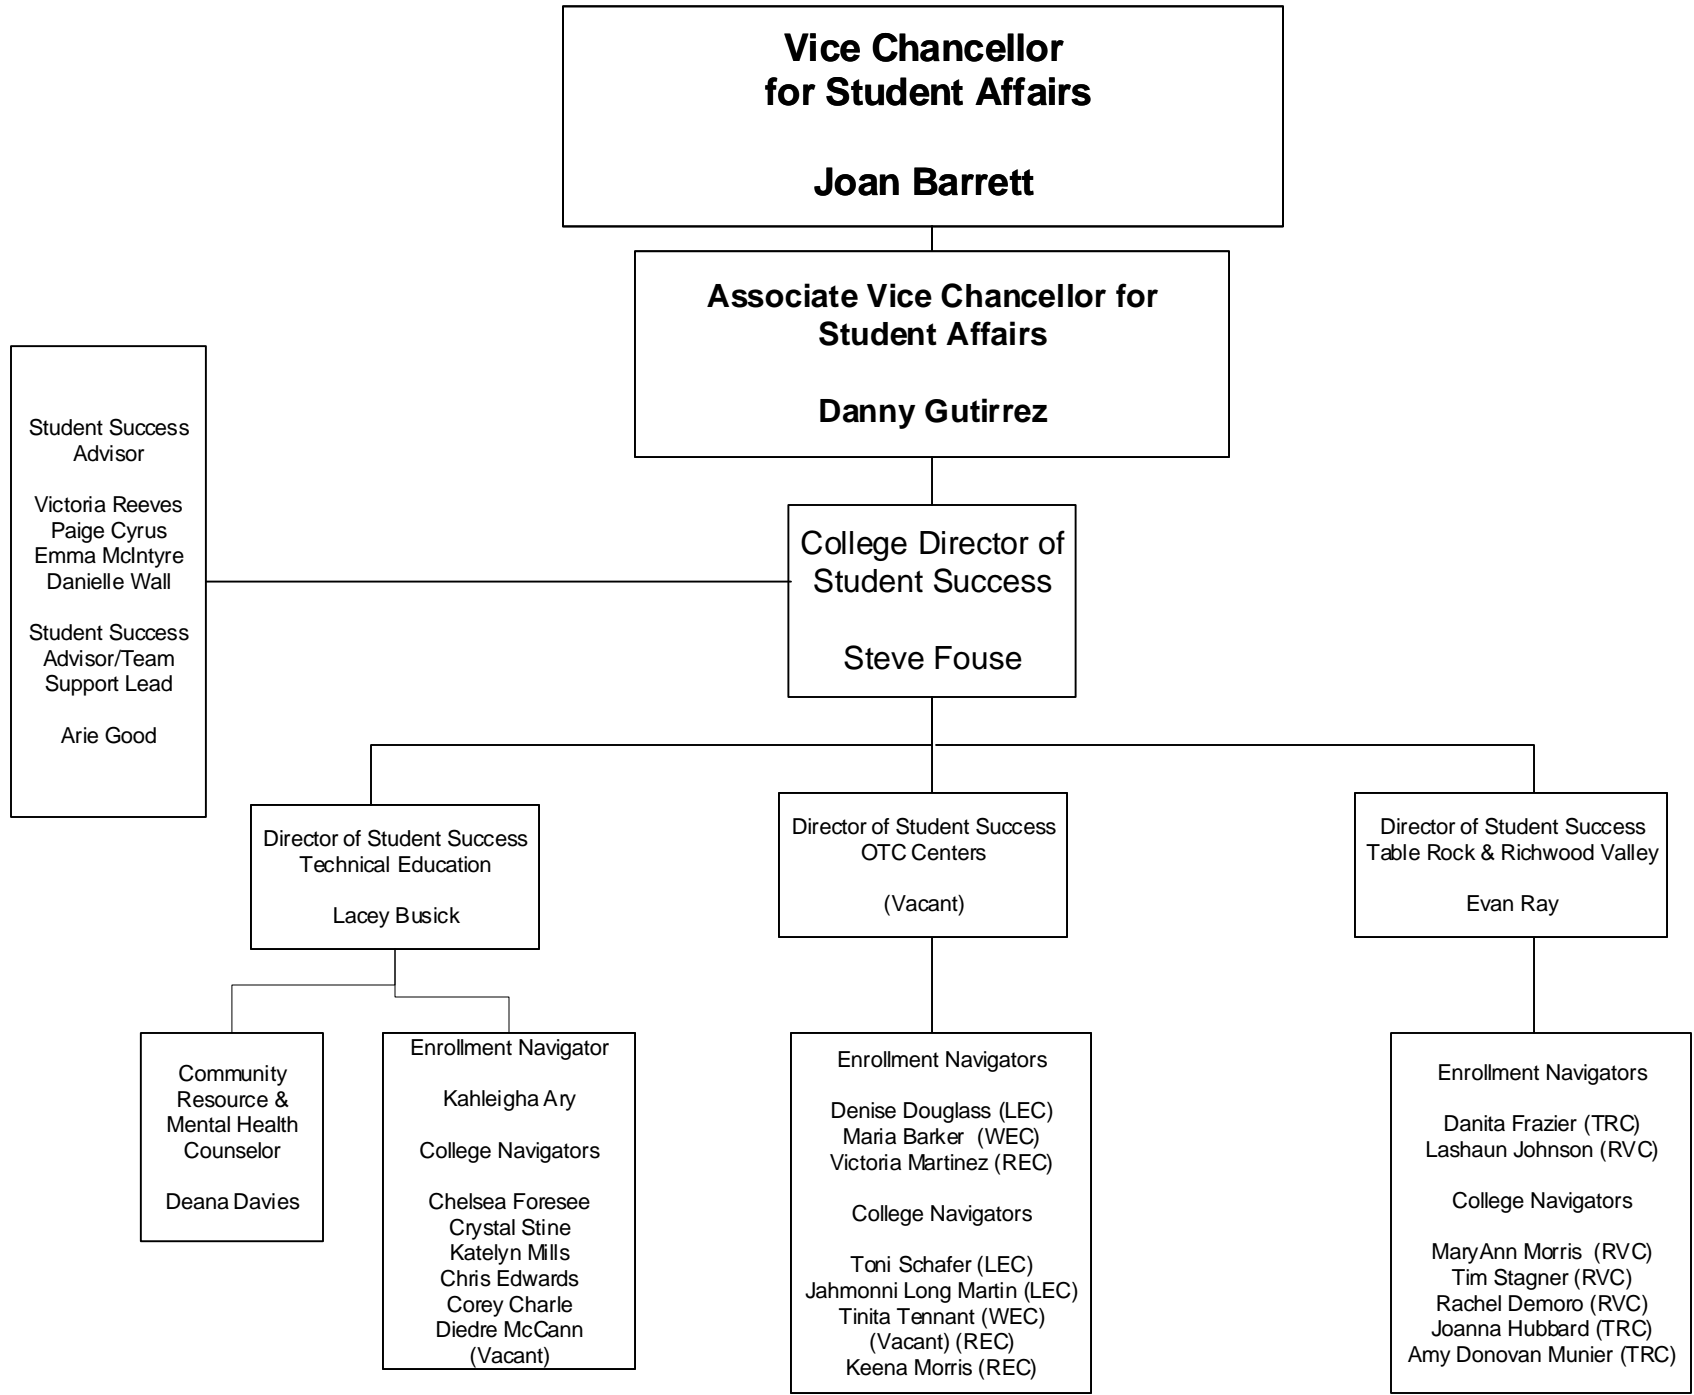 Vice Chancellor
for Student Affairs
Joan Barrett
Associate Vice Chancellor for
Student Affairs
Danny Gutirrez
Student Success
Advisor
Victoria Reeves
Paige Cyrus
Emma McIntyre
Danielle Wall
Student Success
Advisor/Team
Support Lead
Arie Good
College Director of
Student Success
Steve Fouse
Director of Student Success
Technical Education
Lacey Busick
Director of Student Success
OTC Centers
(Vacant)
Director of Student Success
Table Rock & Richwood Valley
Evan Ray
Community
Resource &
Mental Health
Counselor
Deana Davies
Enrollment Navigator
Kahleigha Ary
College Navigators
Chelsea Foresee
Crystal Stine
Katelyn Mills
Chris Edwards
Corey Charle
Diedre McCann
(Vacant)
Enrollment Navigators
Denise Douglass (LEC)
Maria Barker (WEC)
Victoria Martinez (REC)
College Navigators
Toni Schafer (LEC)
Jahmonni Long Martin (LEC)
Tinita Tennant (WEC)
(Vacant) (REC)
Keena Morris (REC)
Enrollment Navigators
Danita Frazier (TRC)
Lashaun Johnson (RVC)
College Navigators
MaryAnn Morris (RVC)
Tim Stagner (RVC)
Rachel Demoro (RVC)
Joanna Hubbard (TRC)
Amy Donovan Munier (TRC)